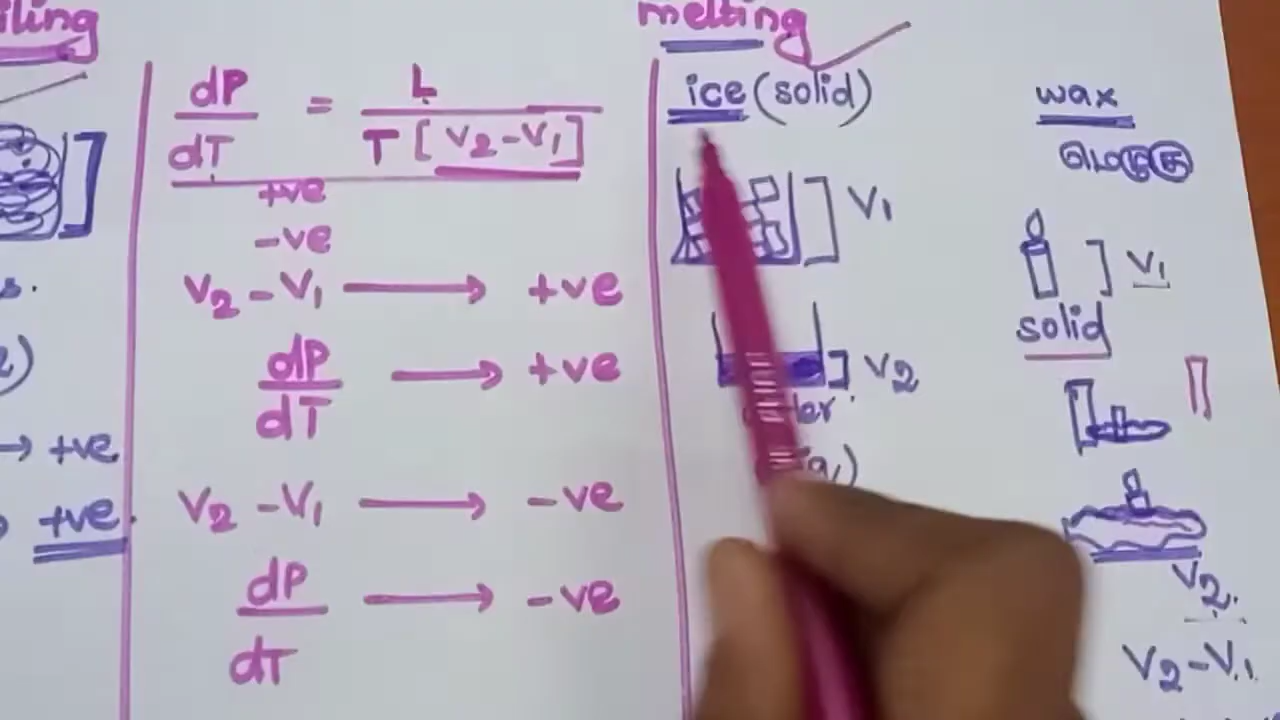 melting
dP/dT = L/T[V2-V1]
+ve
-ve
V2-V1 → +ve
dP/dT → +ve
V2-V1 → -ve
dP/dT → -ve
→ +ve
+ve.
ice (solid)
V1
V2
wax
மெழுகு
V1
solid
V2.
V2-V1.